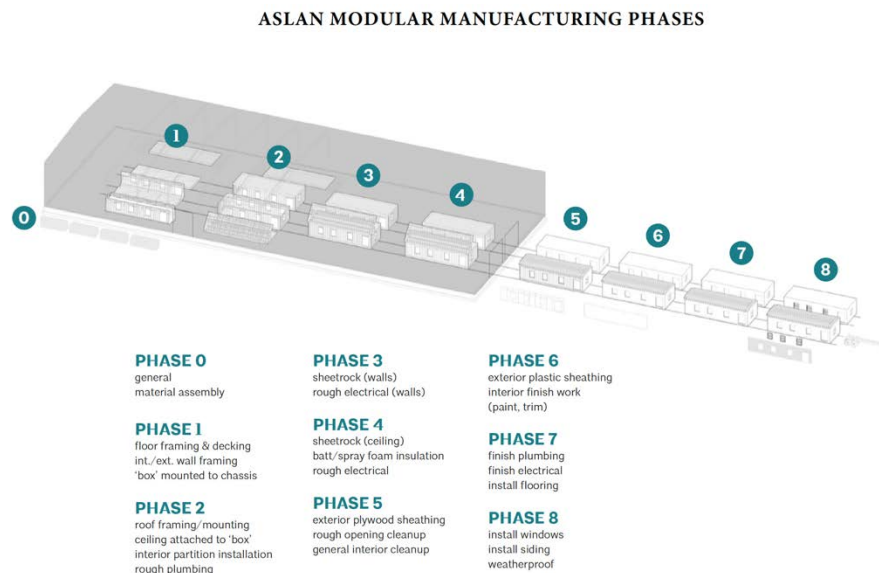 ASLAN MODULAR MANUFACTURING PHASES
1
2
3
4
0
5
6
7
8
PHASE 0
general
material assembly
PHASE 1
floor framing & decking
int./ext. wall framing
'box' mounted to chassis
PHASE 2
roof framing/mounting
ceiling attached to 'box'
interior partition installation
rough plumbing
PHASE 3
sheetrock (walls)
rough electrical (walls)
PHASE 4
sheetrock (ceiling)
batt/spray foam insulation
rough electrical
PHASE 5
exterior plywood sheathing
rough opening cleanup
general interior cleanup
PHASE 6
exterior plastic sheathing
interior finish work
(paint, trim)
PHASE 7
finish plumbing
finish electrical
install flooring
PHASE 8
install windows
install siding
weatherproof